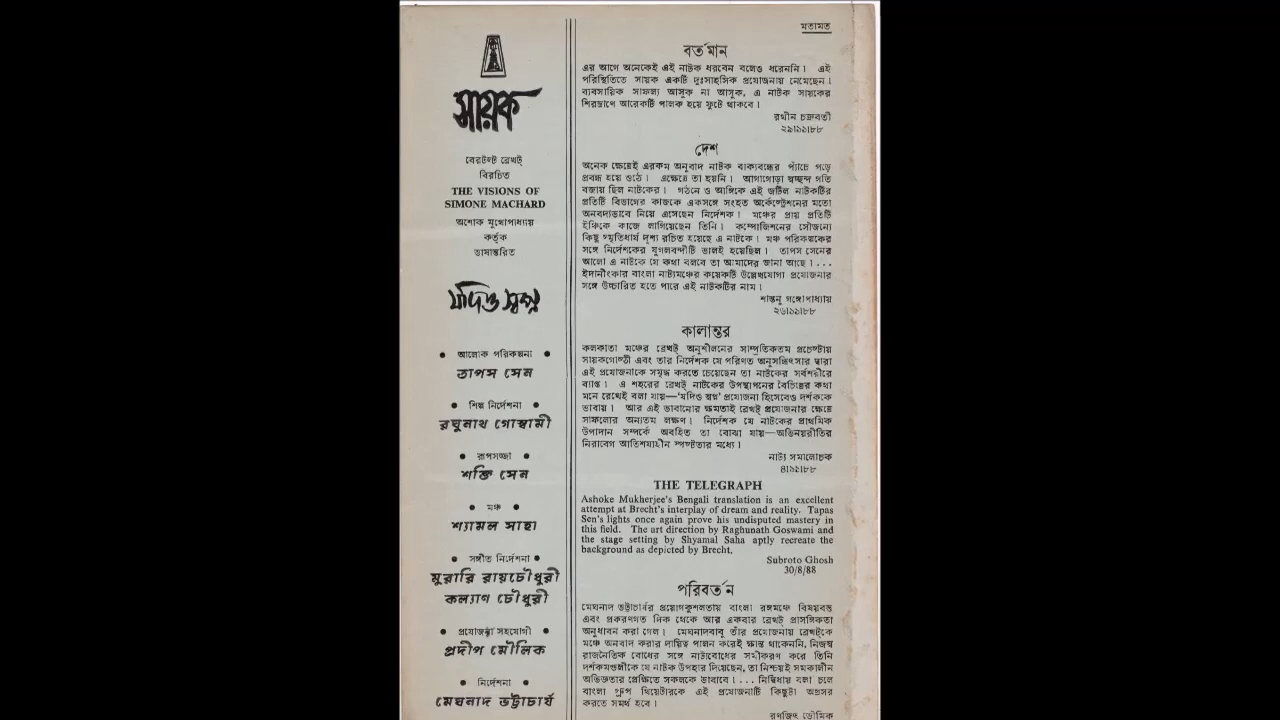 সায়ক
বেরটল্ট ব্রেখট্
বিরচিত
THE VISIONS OF
SIMONE MACHARD
অশোক মুখোপাধ্যায়
কর্তৃক
ভাষান্তরিত
যদিও স্বপ্ন
• আলোক পরিকল্পনা •
তাপস সেন
• শিল্প নির্দেশনা •
রঘুনাথ গোস্বামী
• রূপসজ্জা •
শক্তি সেন
• মঞ্চ •
শ্যামল সাহা
• সঙ্গীত নির্দেশনা •
মুরারি রায়চৌধুরী
কল্যাণ চৌধুরী
• প্রযোজনা সহযোগী •
প্রদীপ মৌলিক
• নির্দেশনা •
মেঘনাদ ভট্টাচার্য
মতামত
বর্তমান
এর আগে অনেকেই এই নাটক ধরবেন বলেও ধরেননি। এই
পরিস্থিতিতে সায়ক একটি দুঃসাহসিক প্রযোজনায় নেমেছেন।
ব্যবসায়িক সাফল্য আসুক না আসুক, এ নাটক সায়কের
শিরস্ত্রাণে আরেকটি পালক হয়ে ফুটে থাকবে।
রথীন চক্রবর্তী
২৯।১১।৮৮
দেশ
অনেক ক্ষেত্রেই এরকম অনুবাদ নাটক বাক্যবন্ধের প্যাঁচে পড়ে
প্রবন্ধ হয়ে ওঠে। এক্ষেত্রে তা হয়নি। আগাগোড়া স্বচ্ছন্দ গতি
বজায় ছিল নাটকের। গঠনে ও আঙ্গিকে এই জটিল নাটকটির
প্রতিটি বিভাগের কাজকে একসঙ্গে সংহত অর্কেস্ট্রেশনের মতো
অনবদ্যভাবে নিয়ে এসেছেন নির্দেশক। মঞ্চের প্রায় প্রতিটি
ইঞ্চিকে কাজে লাগিয়েছেন তিনি। কম্পোজিশনের সৌজন্যে
কিছু স্মৃতিধার্য দৃশ্য রচিত হয়েছে এ নাটকে। মঞ্চ পরিকল্পকের
সঙ্গে নির্দেশকের যুগলবন্দীটি ভালই হয়েছিল। তাপস সেনের
আলো এ নাটকে যে কথা বলবে তা আমাদের জানা আছে।...
ইদানীংকার বাংলা নাট্যমঞ্চের কয়েকটি উল্লেখযোগ্য প্রযোজনার
সঙ্গে উচ্চারিত হতে পারে এই নাটকটির নাম।
শান্তনু গঙ্গোপাধ্যায়
২৬।১১।৮৮
কালান্তর
কলকাতা মঞ্চের ব্রেখট্ অনুশীলনের সাম্প্রতিকতম প্রচেষ্টায়
সায়কগোষ্ঠী এবং তার নির্দেশক যে পরিণত অনুসন্ধিৎসার দ্বারা
এই প্রযোজনাকে সমৃদ্ধ করতে চেয়েছেন তা নাটকের সর্বশরীরে
ব্যাপ্ত। এ শহরের ব্রেখট্ নাটকের উপস্থাপনের বৈচিত্রের কথা
মনে রেখেই বলা যায়—‘যদিও স্বপ্ন’ প্রযোজনা হিসেবেও দর্শককে
ভাবায়। আর এই ভাবানোর ক্ষমতাই ব্রেখট্ প্রযোজনার ক্ষেত্রে
সাফল্যের অন্যতম লক্ষণ। নির্দেশক যে নাটকের প্রাথমিক
উপাদান সম্পর্কে অবহিত তা বোঝা যায়—অভিনয়রীতির
নিরাবেগ আতিশয্যহীন স্পষ্টতার মধ্যে।
নাট্য সমালোচক
৪।১২।৮৮
THE TELEGRAPH
Ashoke Mukherjee's Bengali translation is an excellent
attempt at Brecht's interplay of dream and reality. Tapas
Sen's lights once again prove his undisputed mastery in
this field. The art direction by Raghunath Goswami and
the stage setting by Shyamal Saha aptly recreate the
background as depicted by Brecht.
Subroto Ghosh
30/8/88
পরিবর্তন
মেঘনাদ ভট্টাচার্যর প্রয়োগকুশলতায় বাংলা রঙ্গমঞ্চে বিষয়বস্তু
এবং প্রকরণগত দিক থেকে আর একবার ব্রেখট্ প্রাসঙ্গিকতা
অনুধাবন করা গেল। মেঘনাদবাবু তাঁর প্রযোজনায় ব্রেখট্‌কে
মঞ্চে অনুবাদ করার দায়িত্ব পালন করেই ক্ষান্ত থাকেননি, নিজস্ব
রাজনৈতিক বোধের সঙ্গে নাট্যবোধের সমীকরণ করে তিনি
দর্শকমণ্ডলীকে যে নাটক উপহার দিয়েছেন, তা নিশ্চয়ই সমকালীন
অভিজ্ঞতার প্রেক্ষিতে সকলকে ভাবাবে।... নির্দ্বিধায় বলা চলে
বাংলা গ্রুপ থিয়েটারকে এই প্রযোজনাটি কিছুটা অগ্রসর
করতে সমর্থ হবে।
রণজিৎ ভৌমিক